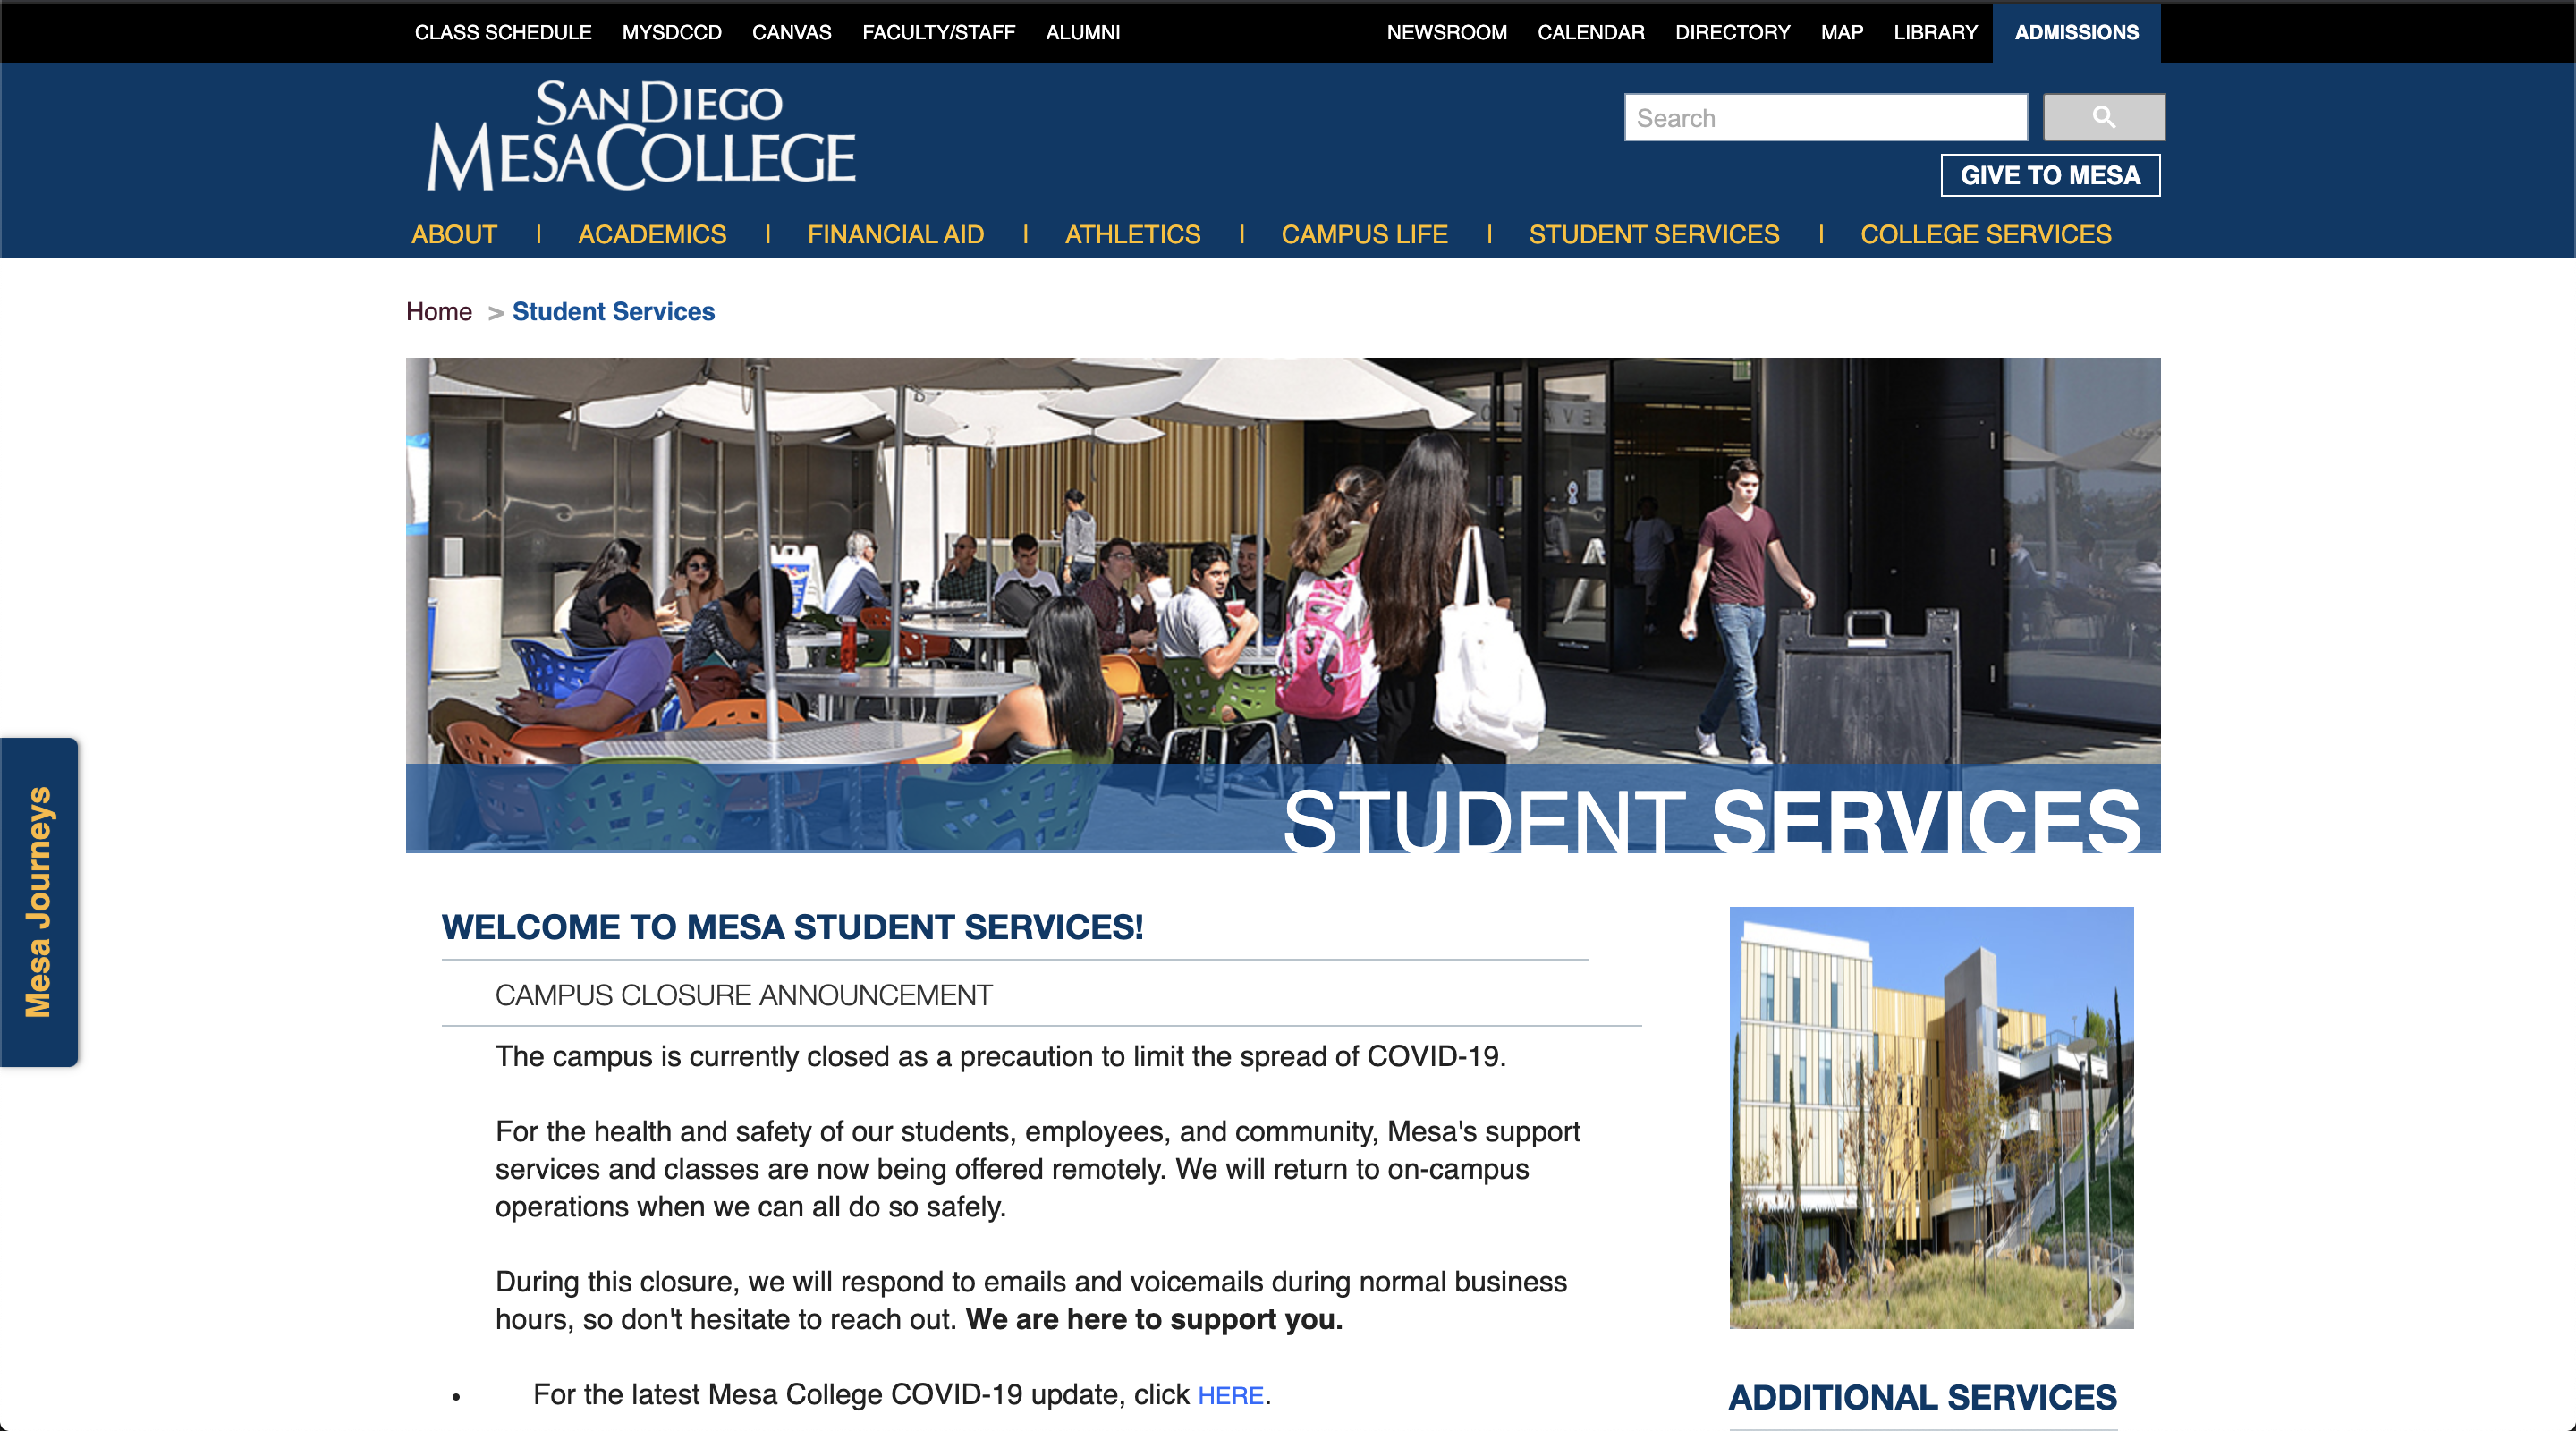 CLASS SCHEDULE MYSDCCD CANVAS FACULTY/STAFF ALUMNI NEWSROOM CALENDAR DIRECTORY MAP LIBRARY ADMISSIONS
SAN DIEGO
MESACOLLEGE
Search
GIVE TO MESA
ABOUT | ACADEMICS | FINANCIAL AID | ATHLETICS | CAMPUS LIFE | STUDENT SERVICES | COLLEGE SERVICES
Home > Student Services
STUDENT SERVICES
Mesa Journeys
WELCOME TO MESA STUDENT SERVICES!
CAMPUS CLOSURE ANNOUNCEMENT
The campus is currently closed as a precaution to limit the spread of COVID-19.
For the health and safety of our students, employees, and community, Mesa's support
services and classes are now being offered remotely. We will return to on-campus
operations when we can all do so safely.
During this closure, we will respond to emails and voicemails during normal business
hours, so don't hesitate to reach out. We are here to support you.
• For the latest Mesa College COVID-19 update, click HERE.
ADDITIONAL SERVICES